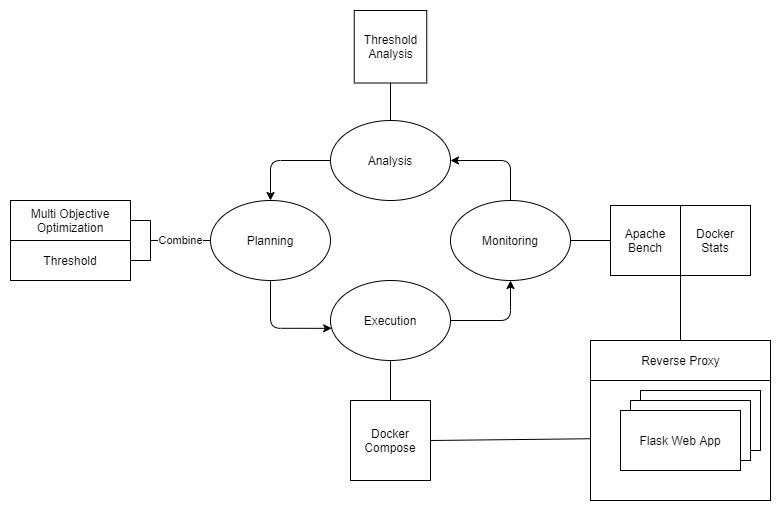 Threshold
Analysis
Analysis
Multi Objective
Optimization
Threshold
Combine
Planning
Monitoring
Apache
Bench
Docker
Stats
Execution
Reverse Proxy
Docker
Compose
Flask Web App